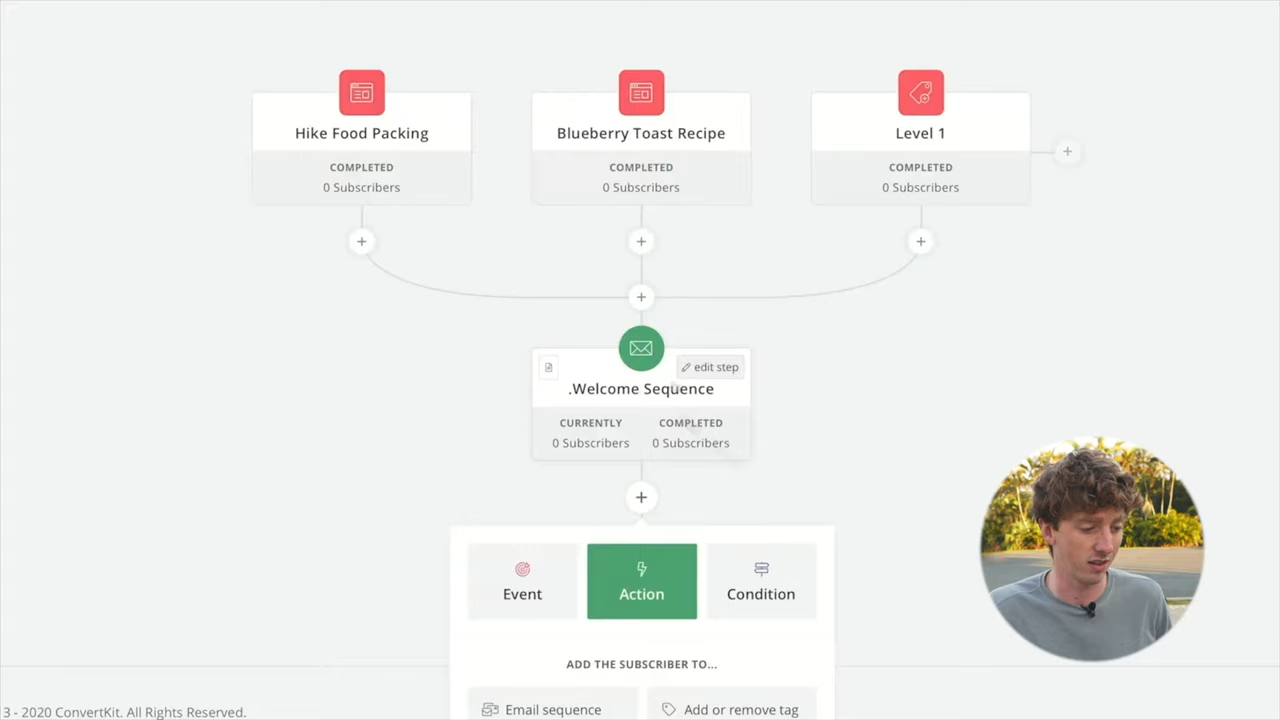 Hike Food Packing
COMPLETED
0 Subscribers
Blueberry Toast Recipe
COMPLETED
0 Subscribers
Level 1
COMPLETED
0 Subscribers
edit step
.Welcome Sequence
CURRENTLY
0 Subscribers
COMPLETED
0 Subscribers
Event
Action
Condition
ADD THE SUBSCRIBER TO...
Email sequence
Add or remove tag
3 - 2020 ConvertKit. All Rights Reserved.